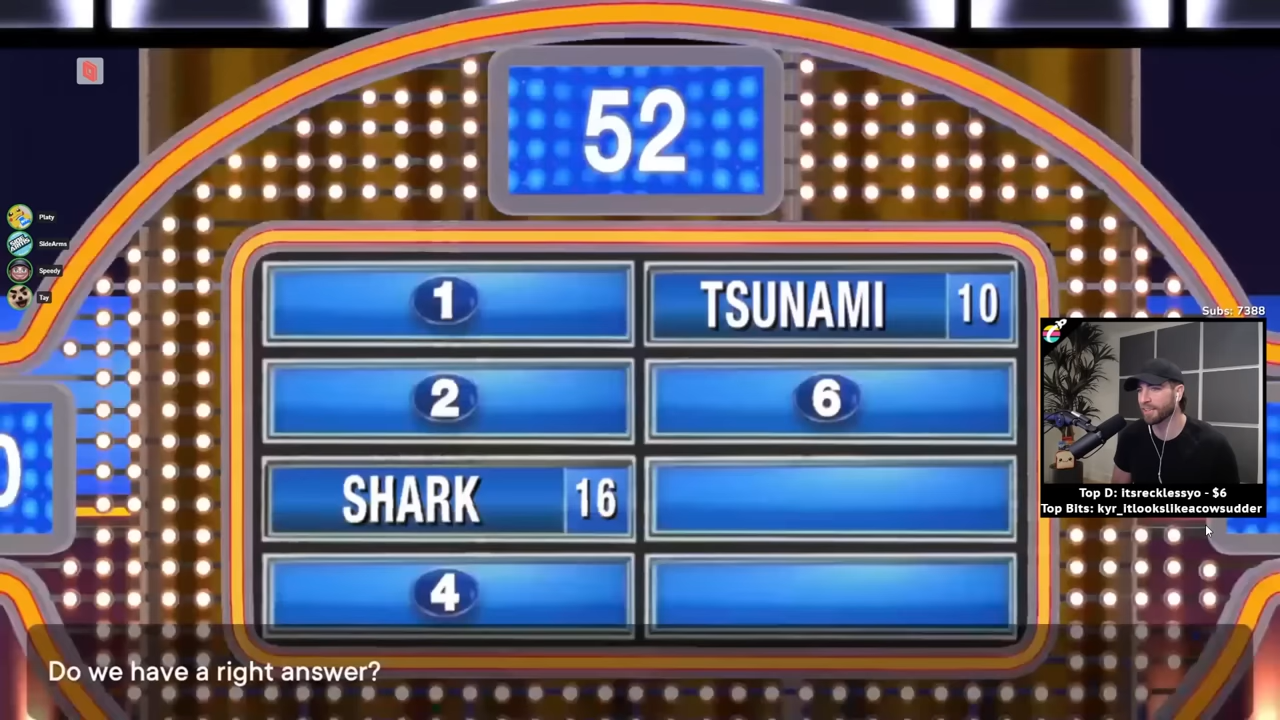 52
Platy
SideArms
Speedy
Tay
1
TSUNAMI 10
2
6
SHARK 16
4
0
Subs: 7388
Top D: itsrecklessyo - $6
Top Bits: kyr_itlookslikeacowsudder
Do we have a right answer?